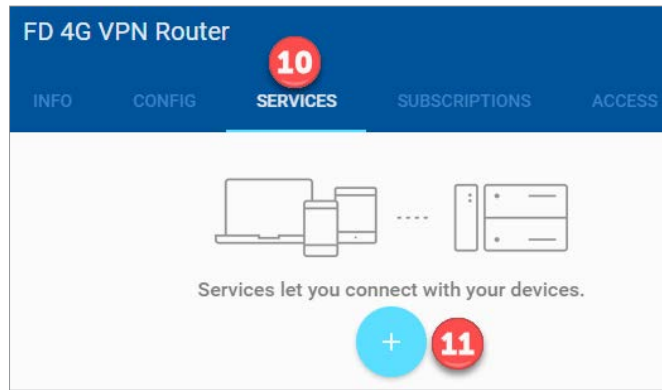 FD 4G VPN Router
10
INFO CONFIG SERVICES SUBSCRIPTIONS ACCESS
Services let you connect with your devices.
+ 11